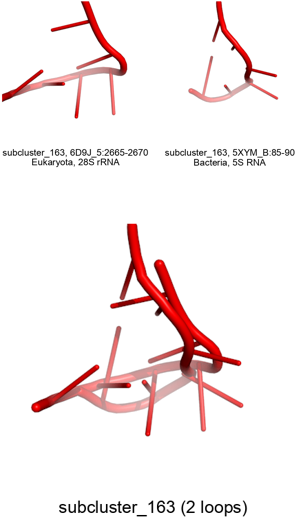 subcluster_163, 6D9J_5:2665-2670
Eukaryota, 28S rRNA
subcluster_163, 5XYM_B:85-90
Bacteria, 5S RNA
subcluster_163 (2 loops)